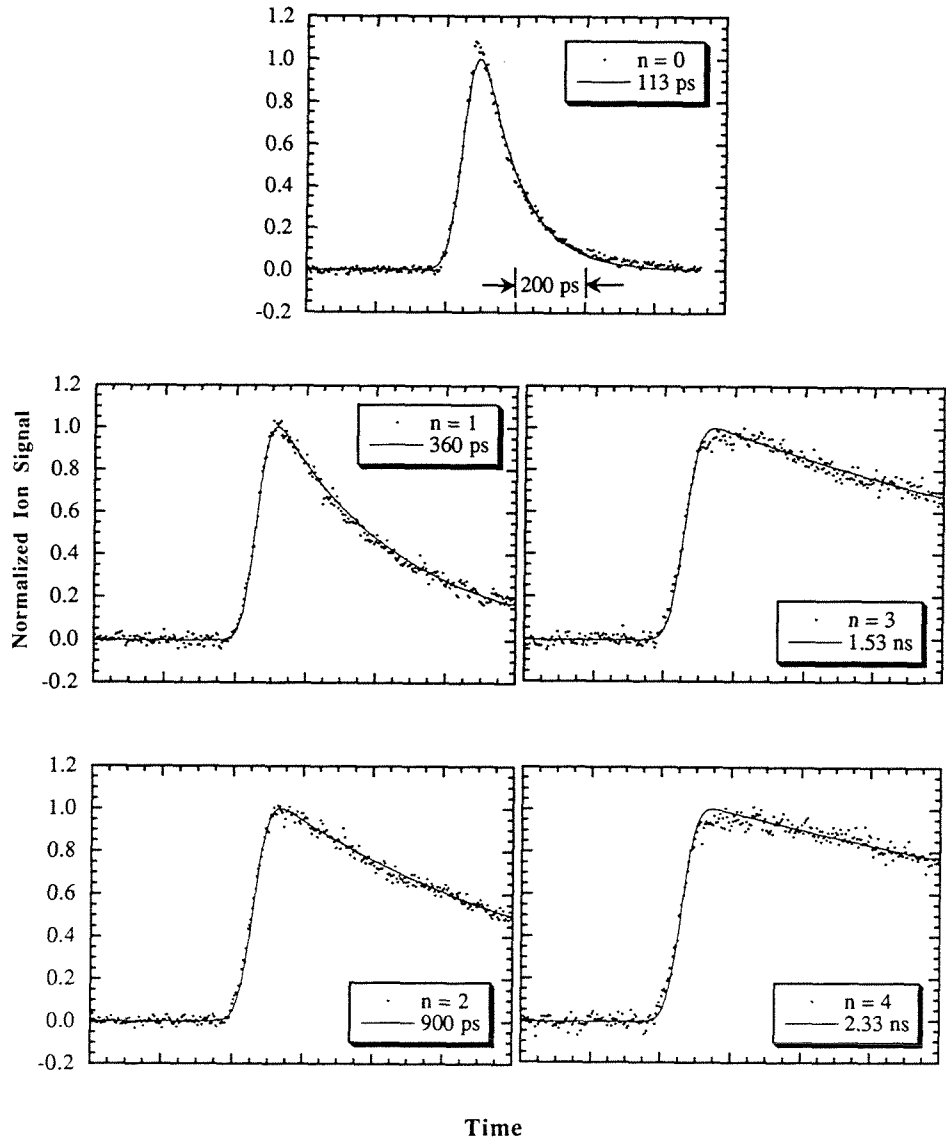 1.2
1.0
0.8
0.6
0.4
0.2
0.0
-0.2
n = 0
113 ps
200 ps
Normalized Ion Signal
1.2
1.0
0.8
0.6
0.4
0.2
0.0
-0.2
n = 1
360 ps
n = 3
1.53 ns
1.2
1.0
0.8
0.6
0.4
0.2
0.0
-0.2
n = 2
900 ps
n = 4
2.33 ns
Time